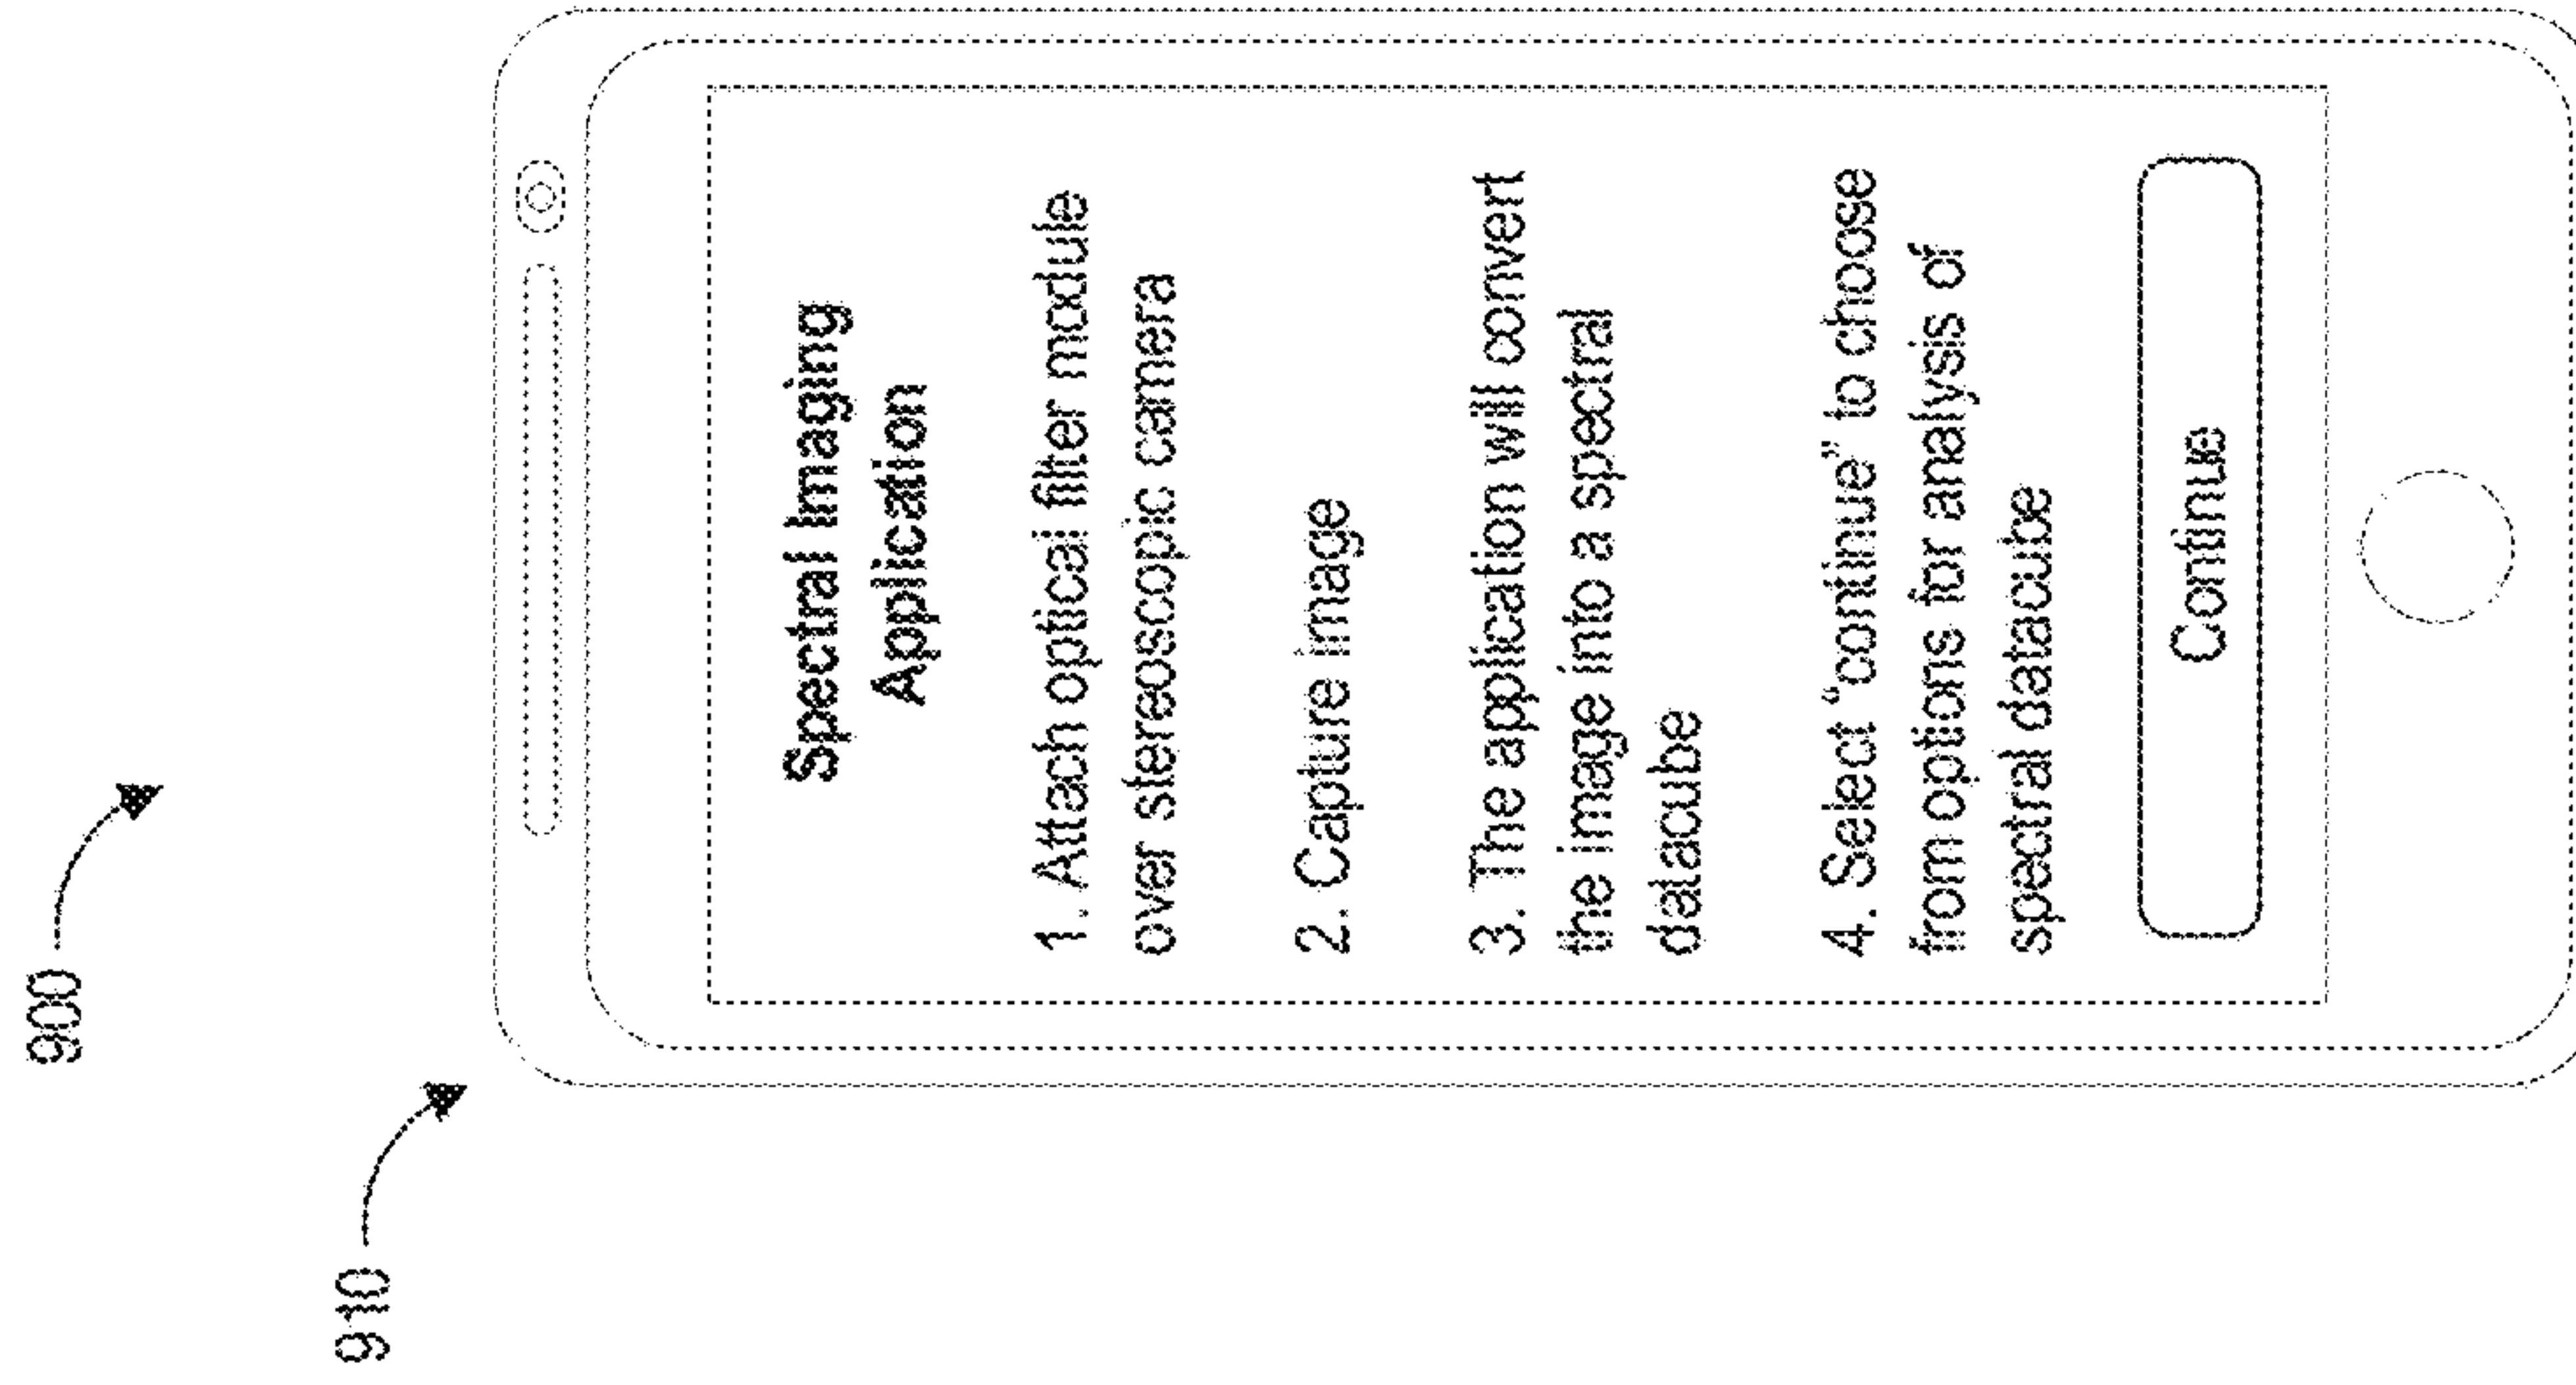 900
910
Spectral Imaging
Application
1. Attach optical filter module
over stereoscopic camera
2. Capture image
3. The application will convert
the image into a spectral
datacube
4. Select “continue” to choose
from options for analysis of
spectral datacube
Continue